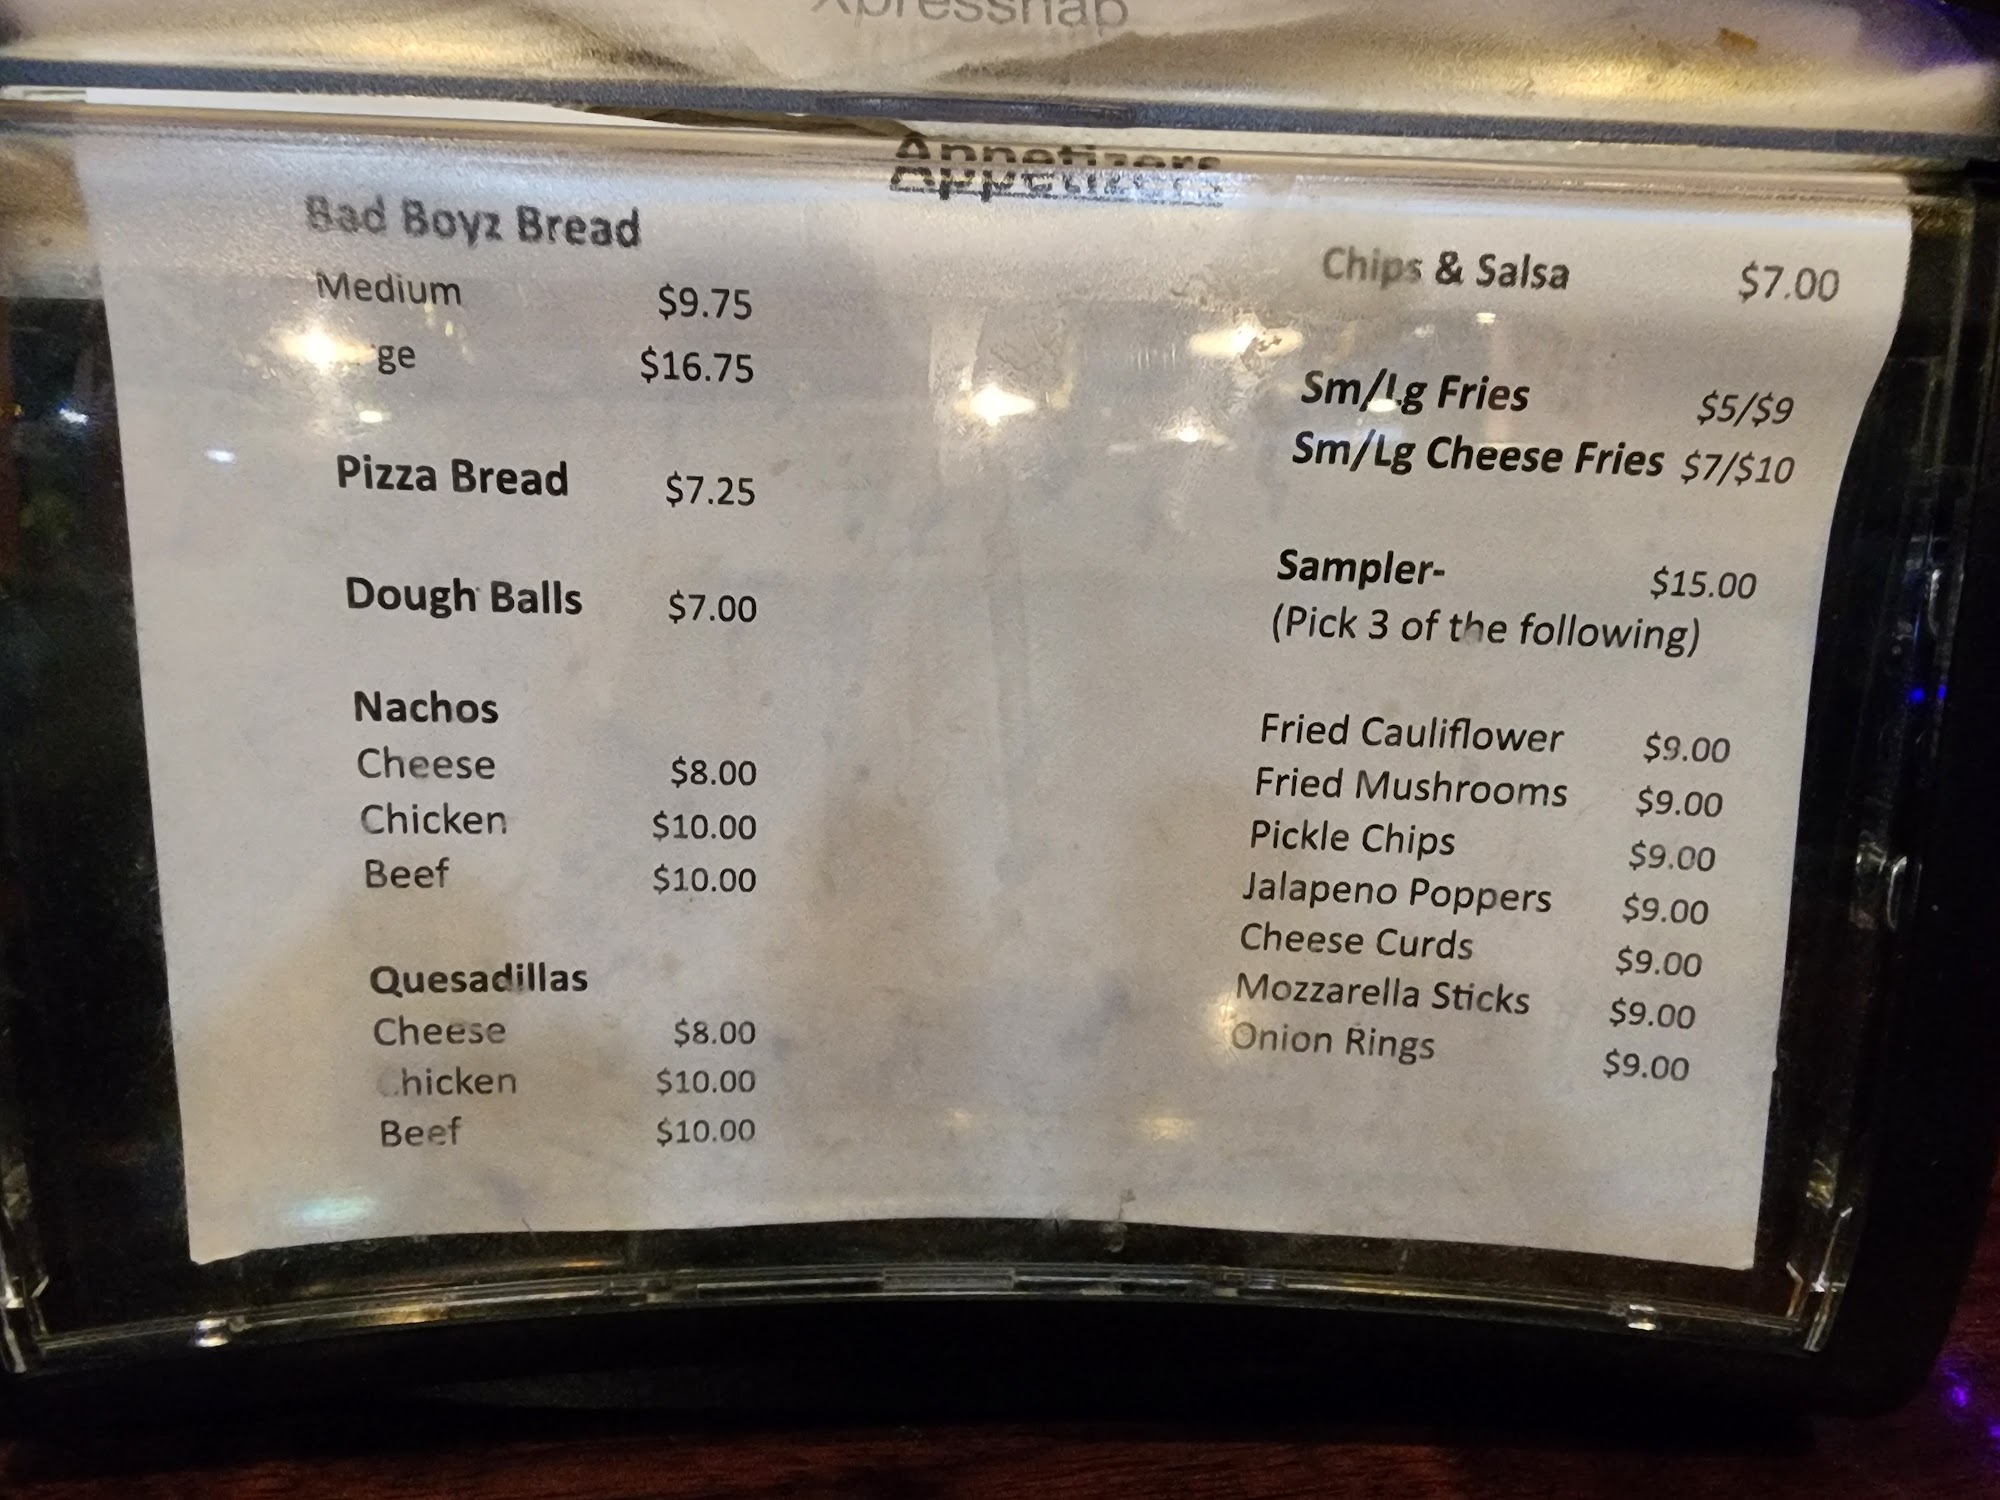 Appetizers
Bad Boyz Bread
Medium $9.75
ge $16.75
Pizza Bread $7.25
Dough Balls $7.00
Nachos
Cheese $8.00
Chicken $10.00
Beef $10.00
Quesadillas
Cheese $8.00
Chicken $10.00
Beef $10.00
Chips & Salsa $7.00
Sm/Lg Fries $5/$9
Sm/Lg Cheese Fries $7/$10
Sampler- $15.00
(Pick 3 of the following)
Fried Cauliflower $9.00
Fried Mushrooms $9.00
Pickle Chips $9.00
Jalapeno Poppers $9.00
Cheese Curds $9.00
Mozzarella Sticks $9.00
Onion Rings $9.00